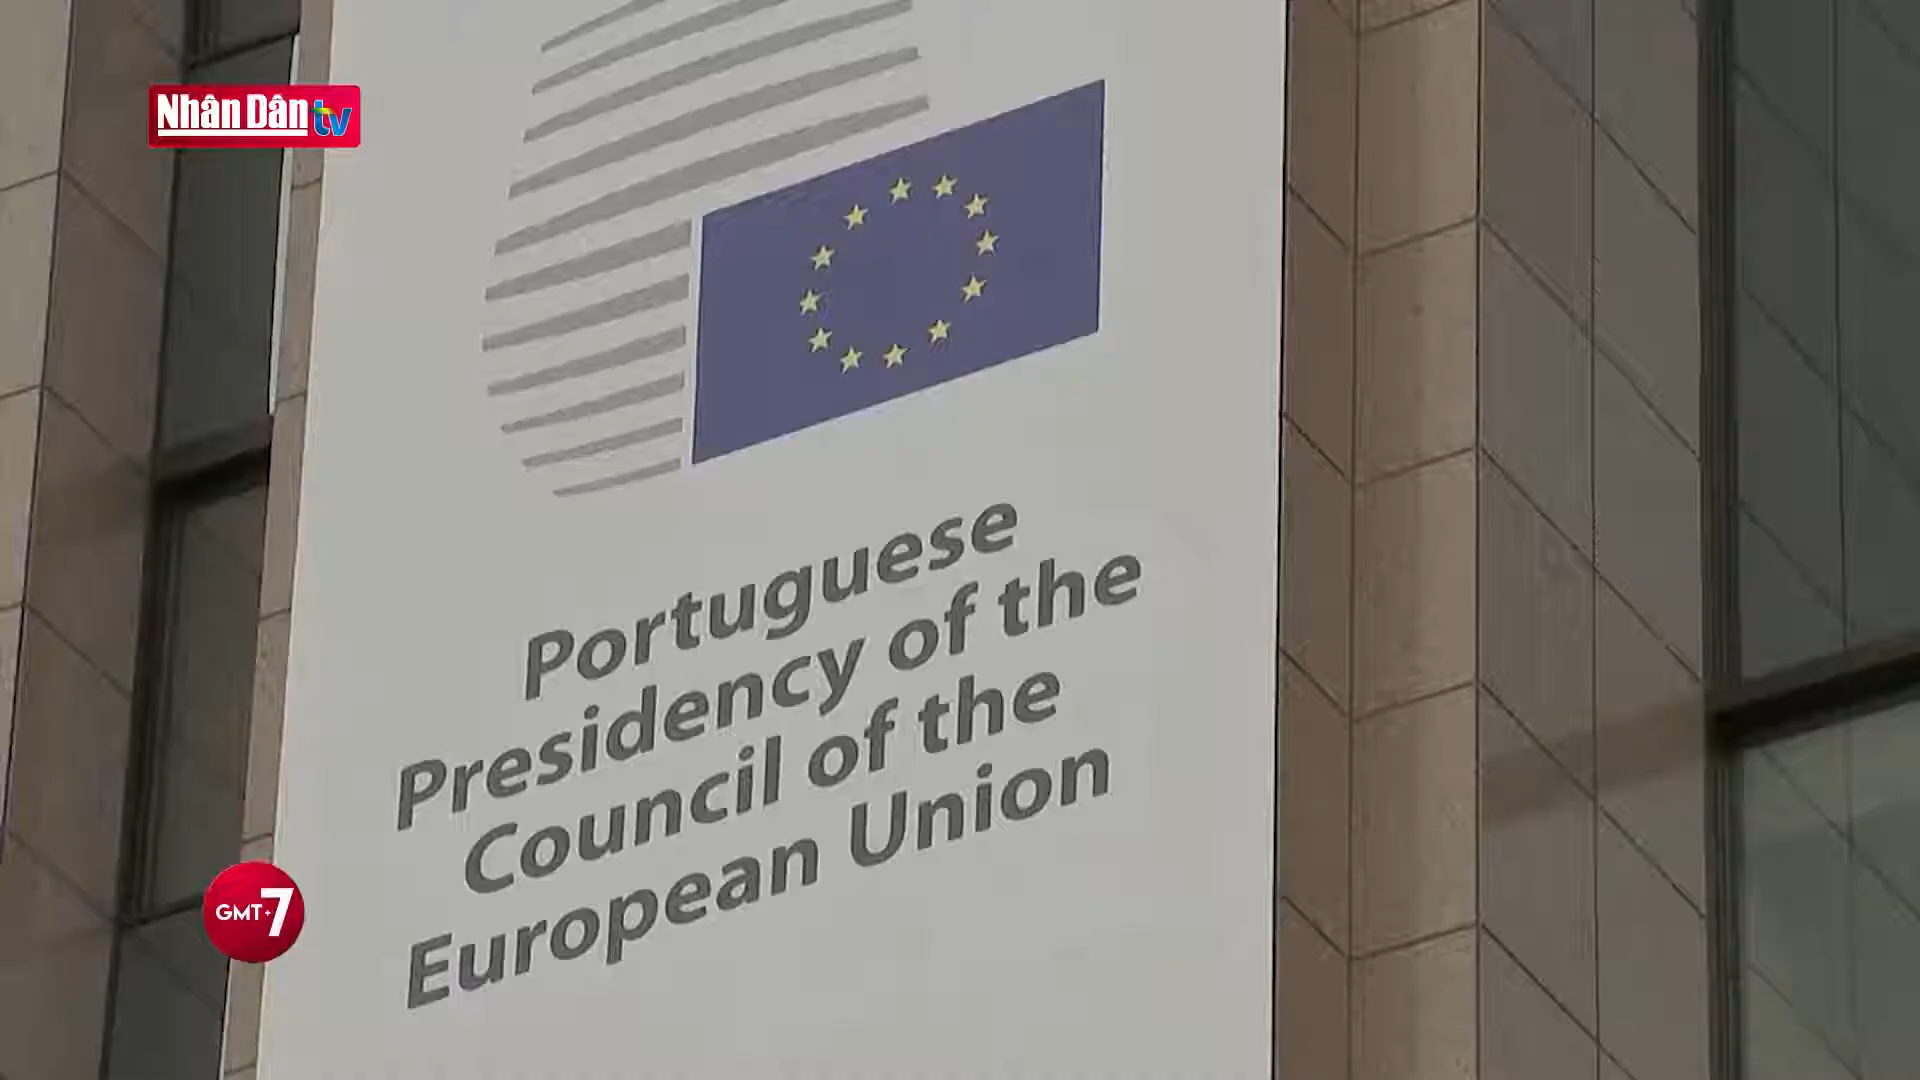 Nhân Dân tv
Portuguese
Presidency of the
Council of the
European Union
GMT+7